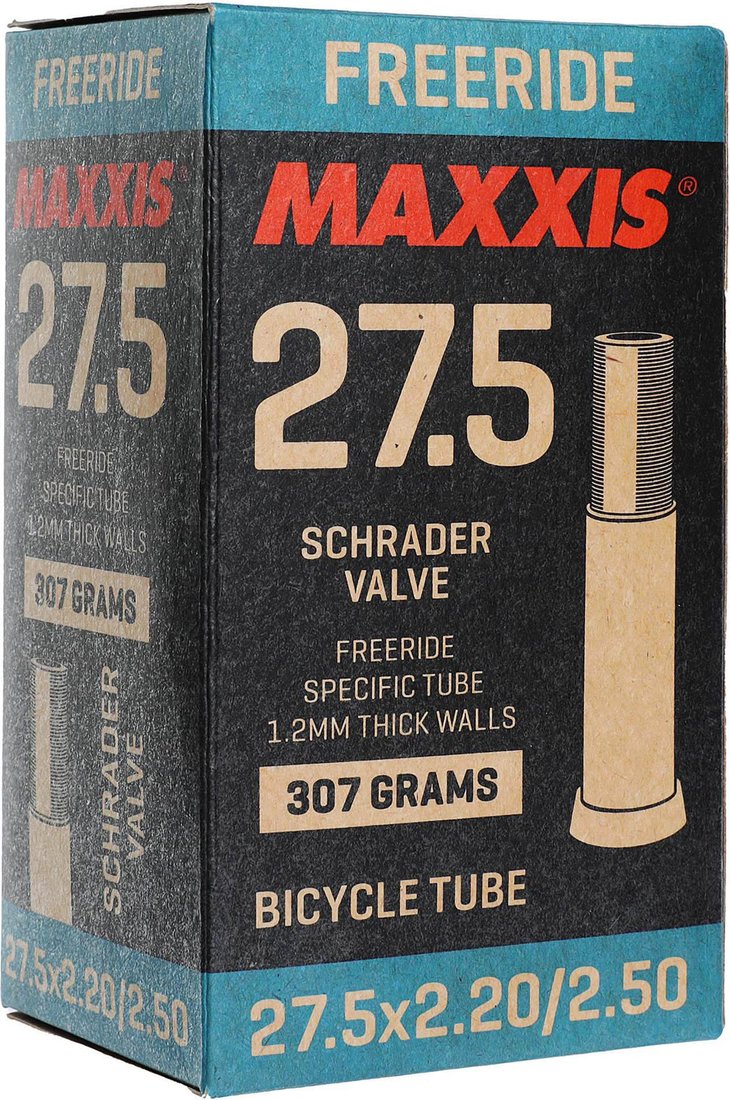 FREERIDE
MAXXIS®
27.5
SCHRADER
VALVE
FREERIDE
SPECIFIC TUBE
1.2MM THICK WALLS
307 GRAMS
BICYCLE TUBE
27.5x2.20/2.50
FREERIDE
MAXXIS®
27.5
FREERIDE
SPECIFIC TUBE
1.2MM THICK WALLS
307 GRAMS
SCHRADER
VALVE
27.5x2.20/2.50